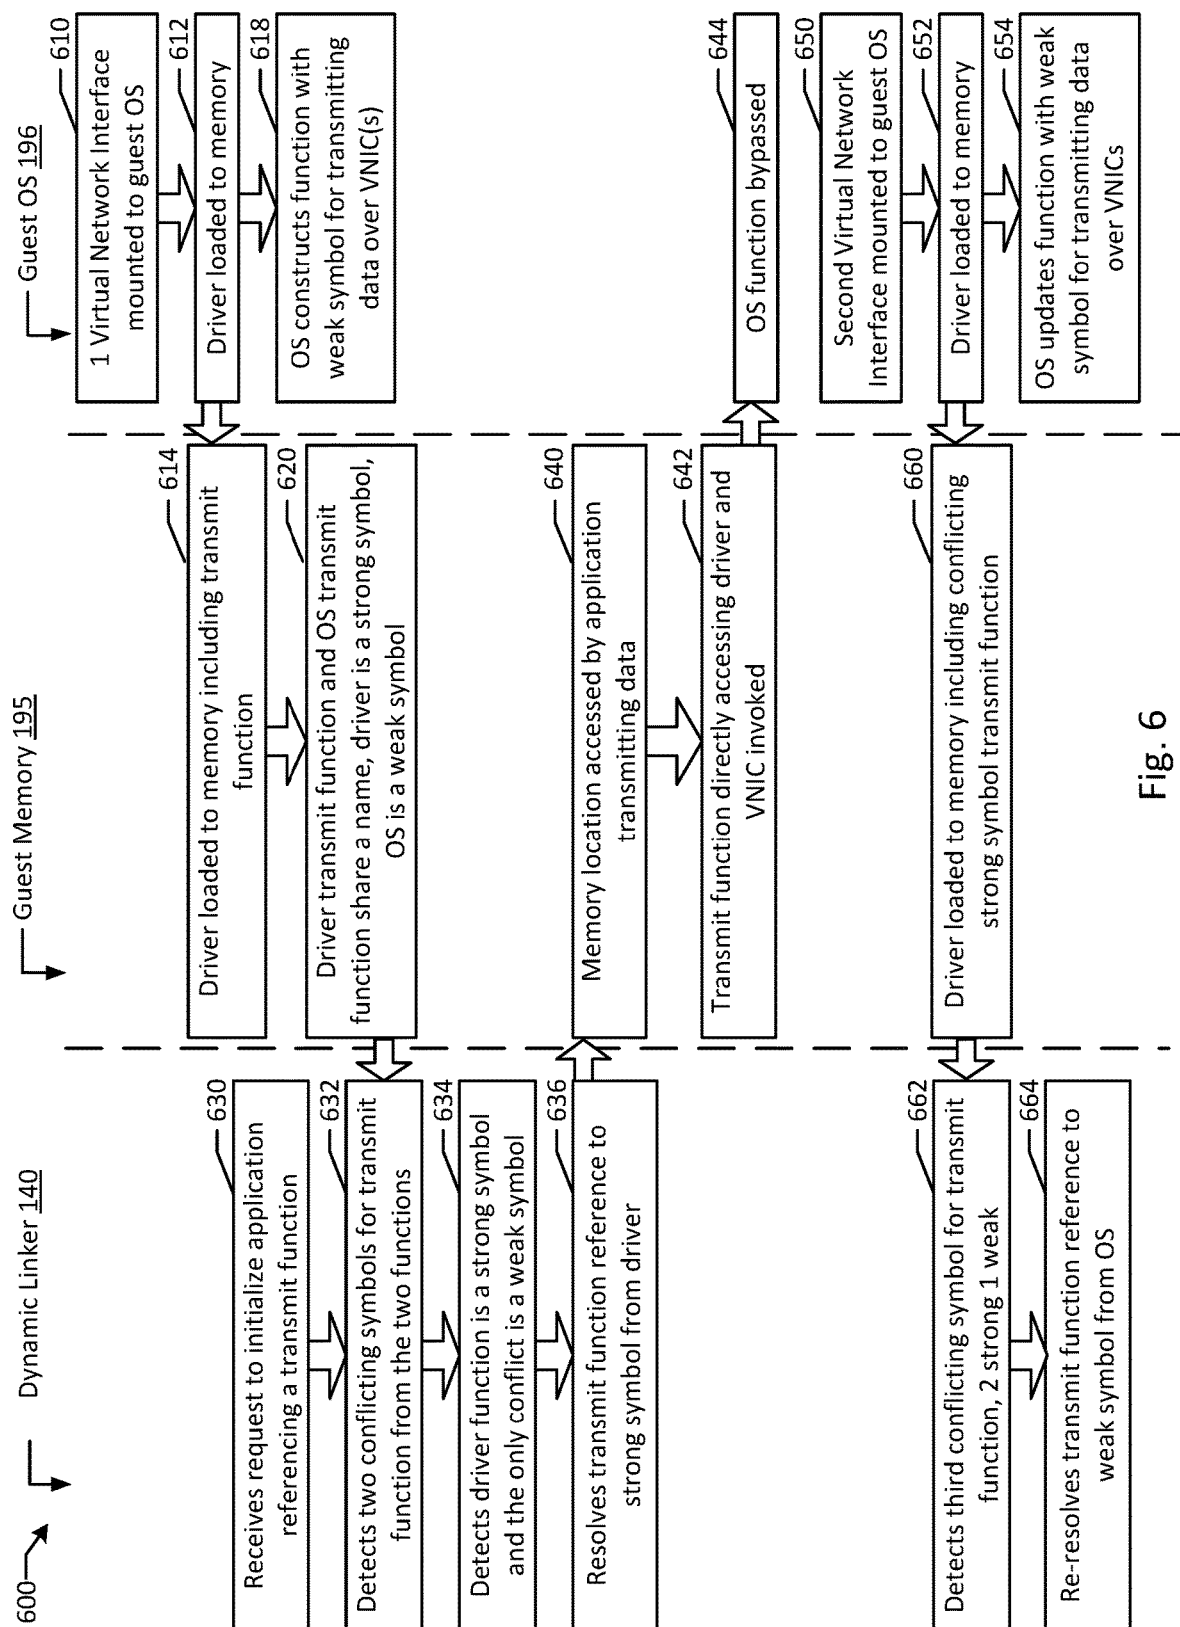 600
Dynamic Linker 140
Guest Memory 195
Guest OS 196
610
1 Virtual Network Interface
mounted to guest OS
612
Driver loaded to memory
614
Driver loaded to memory including transmit
function
618
OS constructs function with
weak symbol for transmitting
data over VNIC(s)
620
Driver transmit function and OS transmit
function share a name, driver is a strong symbol,
OS is a weak symbol
630
Receives request to initialize application
referencing a transmit function
632
Detects two conflicting symbols for transmit
function from the two functions
634
Detects driver function is a strong symbol
and the only conflict is a weak symbol
636
Resolves transmit function reference to
strong symbol from driver
640
Memory location accessed by application
transmitting data
642
Transmit function directly accessing driver and
VNIC invoked
644
OS function bypassed
650
Second Virtual Network
Interface mounted to guest OS
652
Driver loaded to memory
654
OS updates function with weak
symbol for transmitting data
over VNICs
660
Driver loaded to memory including conflicting
strong symbol transmit function
662
Detects third conflicting symbol for transmit
function, 2 strong 1 weak
664
Re-resolves transmit function reference to
weak symbol from OS
Fig. 6